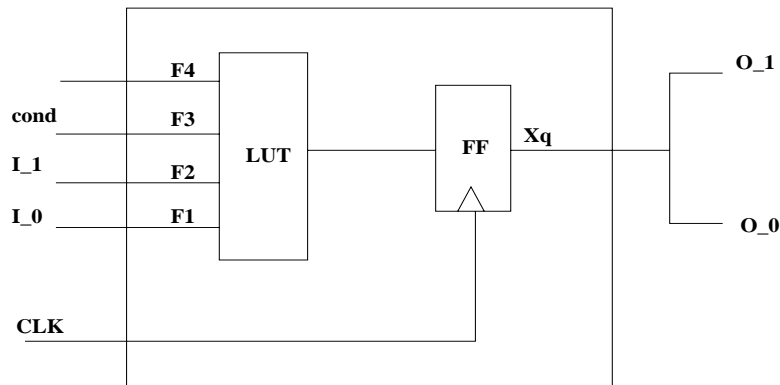 F4
O_1
cond
F3
LUT
FF
Xq
I_1
F2
I_0
F1
O_0
CLK